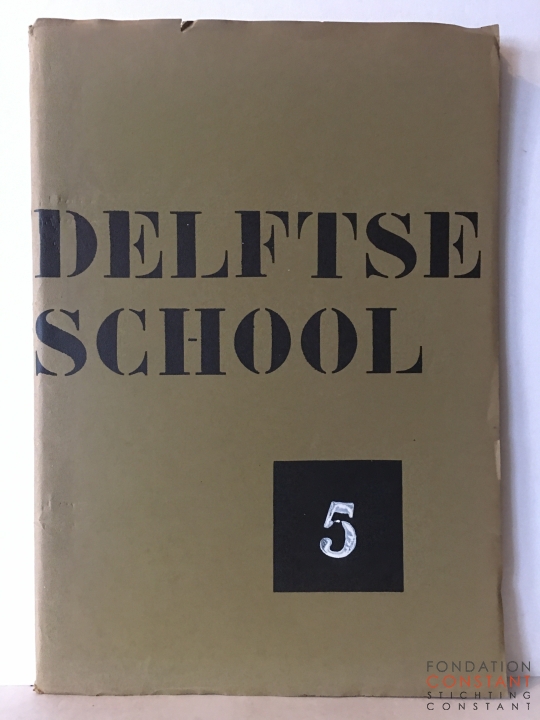 DELFTSE
SCHOOL
5
FONDATION
CONSTANT
STICHTING
CONSTANT